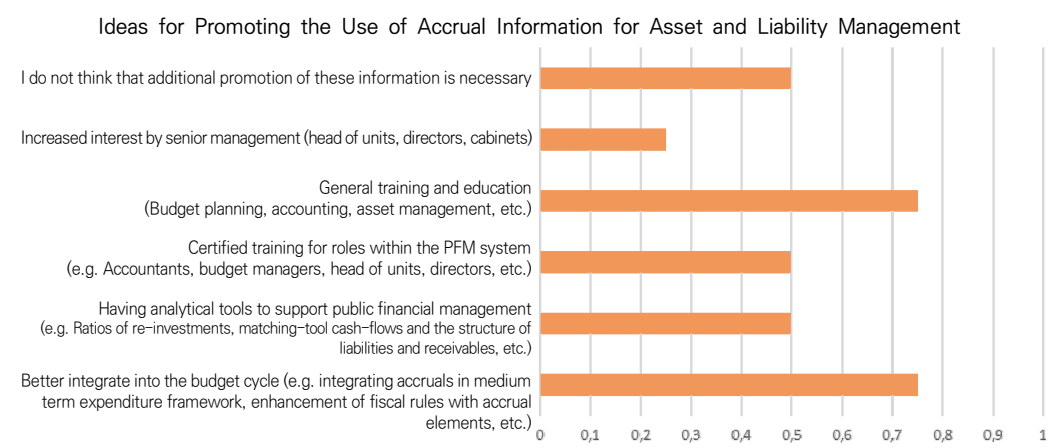 Ideas for Promoting the Use of Accrual Information for Asset and Liability Management
I do not think that additional promotion of these information is necessary
Increased interest by senior management (head of units, directors, cabinets)
General training and education
(Budget planning, accounting, asset management, etc.)
Certified training for roles within the PFM system
(e.g. Accountants, budget managers, head of units, directors, etc.)
Having analytical tools to support public financial management
(e.g. Ratios of re-investments, matching-tool cash-flows and the structure of
liabilities and receivables, etc.)
Better integrate into the budget cycle (e.g. integrating accruals in medium
term expenditure framework, enhancement of fiscal rules with accrual
elements, etc.)
0 0,1 0,2 0,3 0,4 0,5 0,6 0,7 0,8 0,9 1